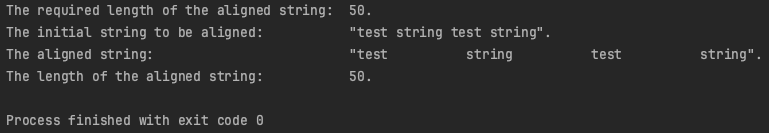 The required length of the aligned string:  50.
The initial string to be aligned:           "test string test string".
The aligned string:                         "test          string          test          string".
The length of the aligned string:           50.

Process finished with exit code 0